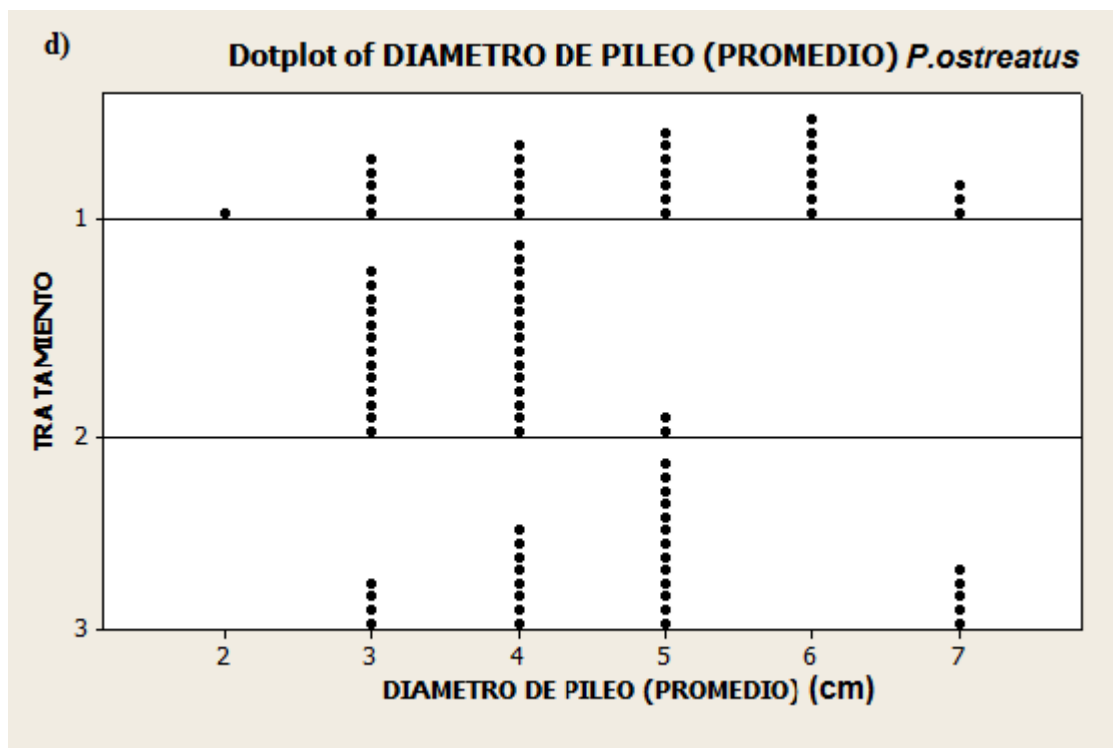 d)
Dotplot of DIAMETRO DE PILEO (PROMEDIO) P.ostreatus
TRATAMIENTO
1
2
3
2 3 4 5 6 7
DIAMETRO DE PILEO (PROMEDIO) (cm)